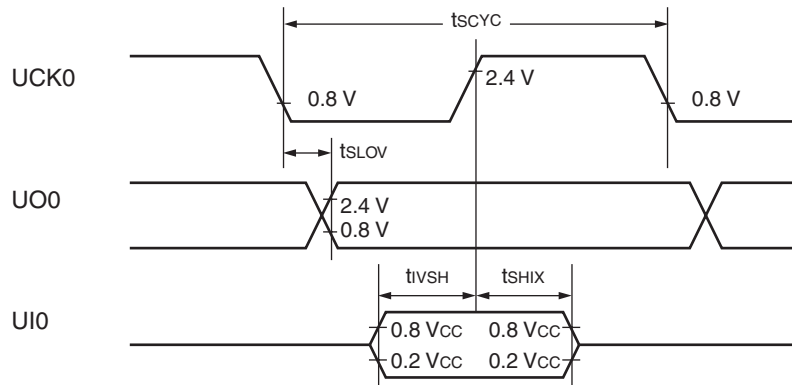 tSCYC
UCK0
2.4 V
0.8 V
0.8 V
tSLOV
UO0
2.4 V
0.8 V
tIVSH
tSHIX
UI0
0.8 VCC
0.8 VCC
0.2 VCC
0.2 VCC